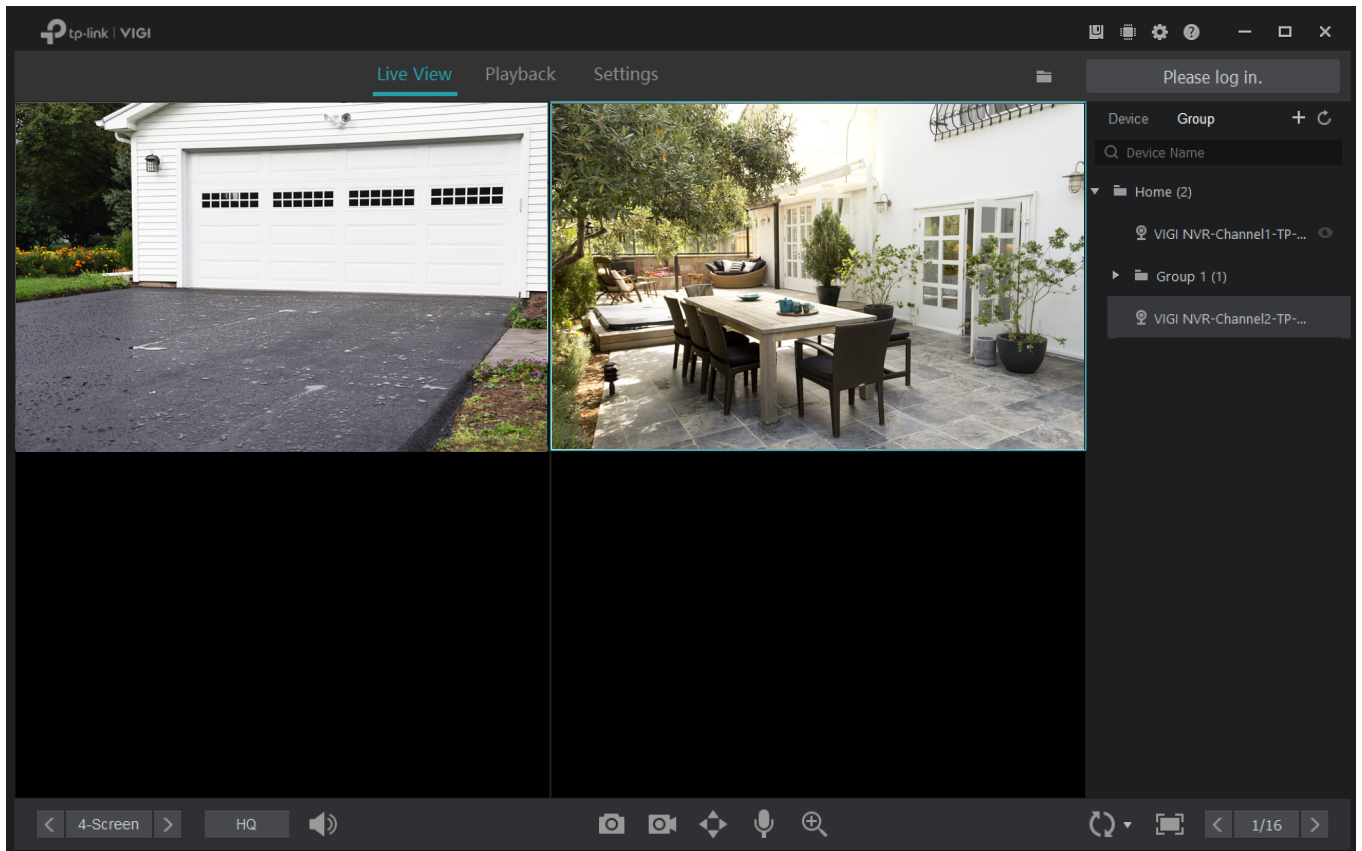 tp-link | VIGI
Live View Playback Settings
Please log in.
Device Group
Device Name
Home (2)
VIGI NVR-Channel1-TP-...
Group 1 (1)
VIGI NVR-Channel2-TP-...
4-Screen
HQ
1/16